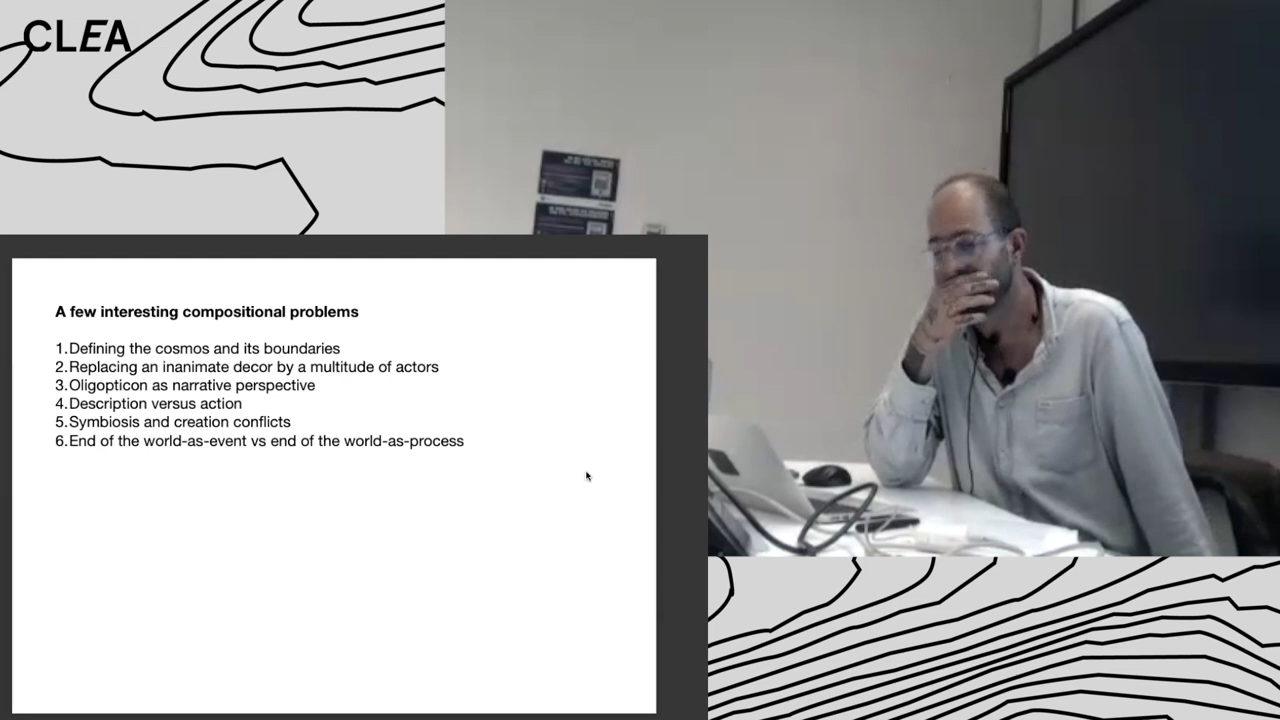 CLEA
A few interesting compositional problems
1.Defining the cosmos and its boundaries
2.Replacing an inanimate decor by a multitude of actors
3.Oligopticon as narrative perspective
4.Description versus action
5.Symbiosis and creation conflicts
6.End of the world-as-event vs end of the world-as-process